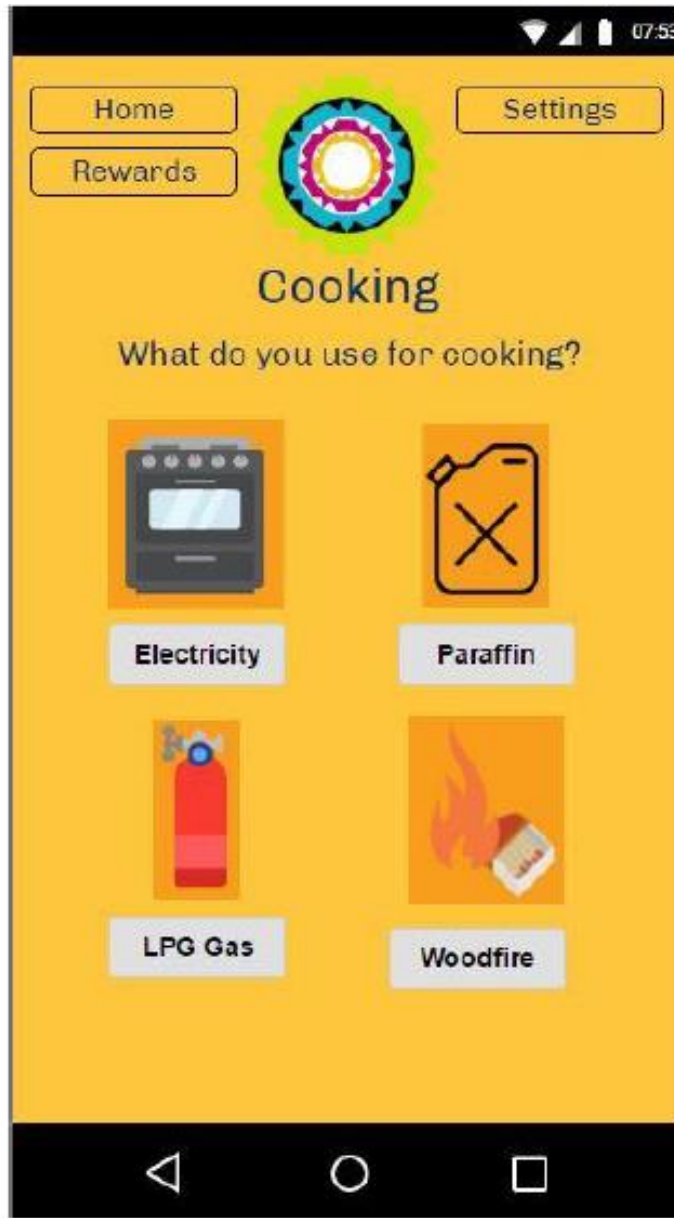 07:53
Home
Settings
Rewards
Cooking
What do you use for cooking?
Electricity
Paraffin
LPG Gas
Woodfire